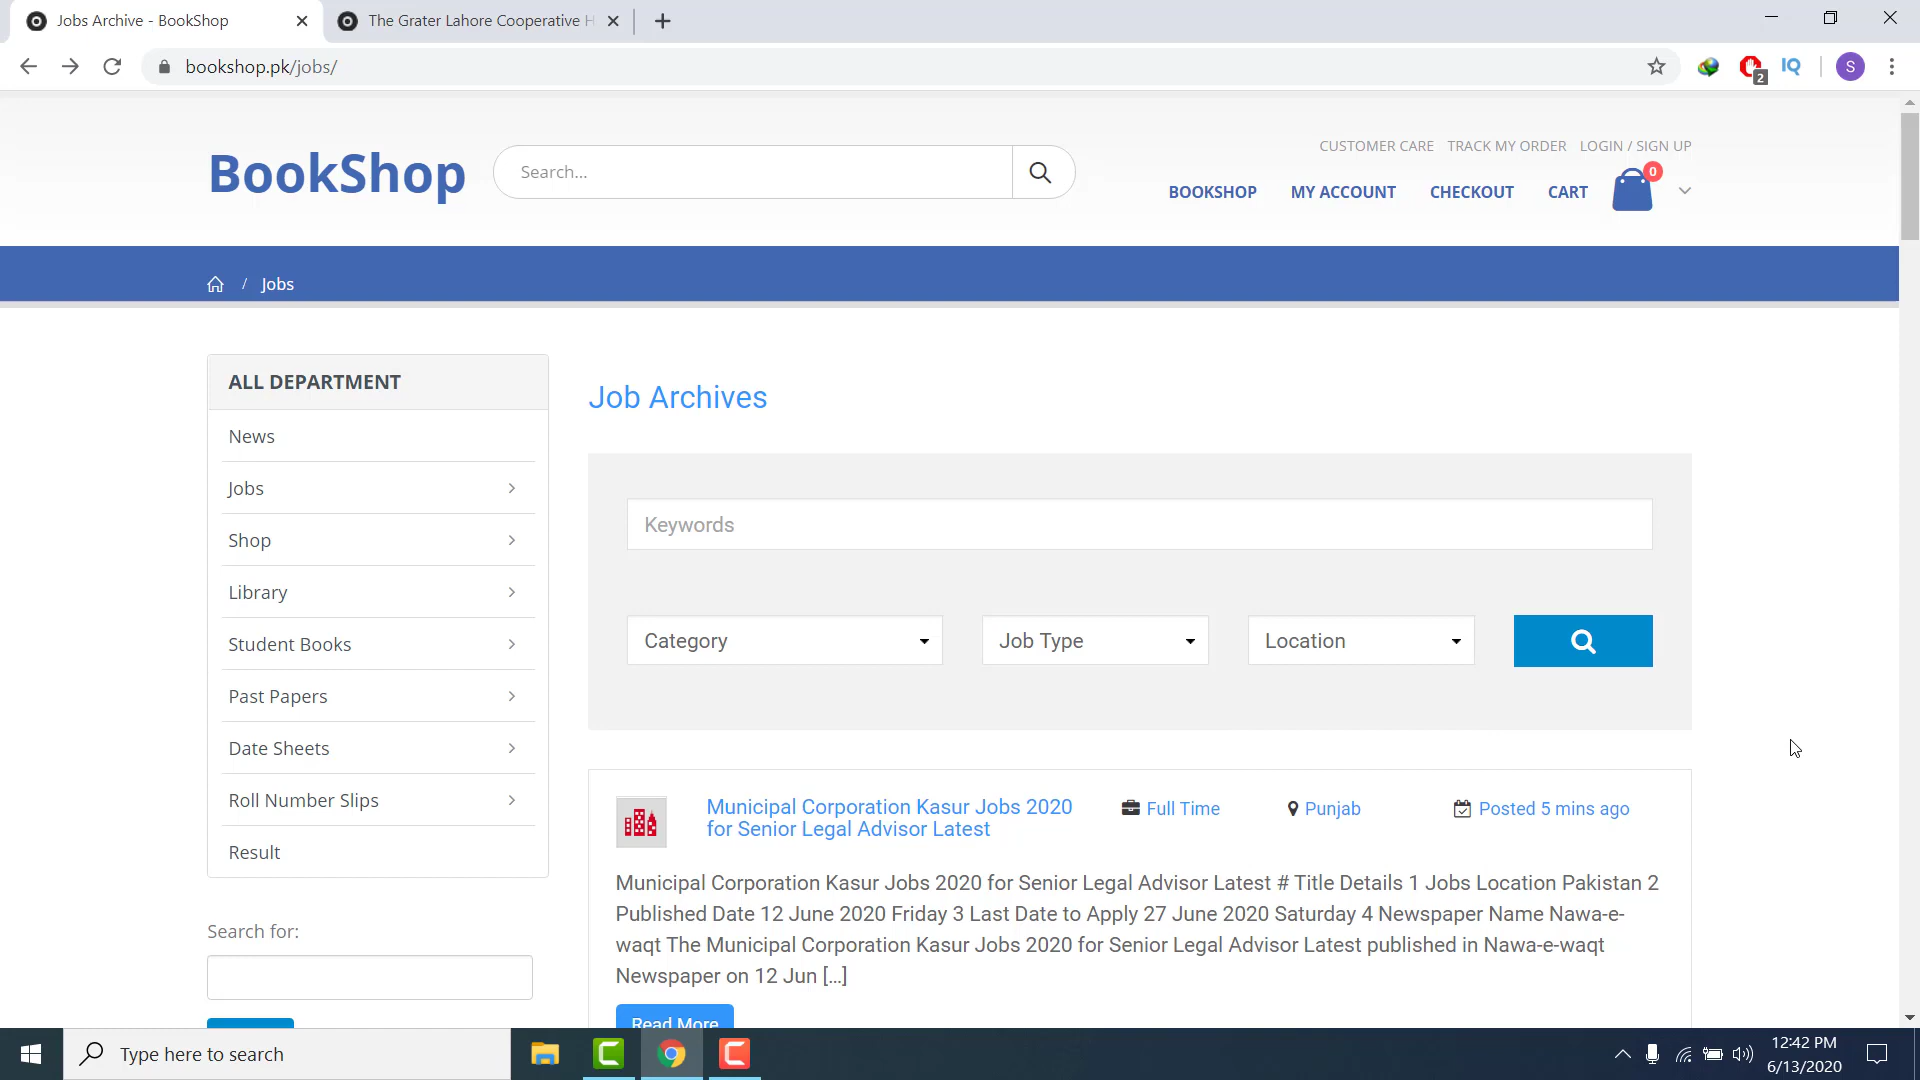 Jobs Archive - BookShop
The Grater Lahore Cooperative H
bookshop.pk/jobs/
2
IQ
S
BookShop
Search...
CUSTOMER CARE TRACK MY ORDER LOGIN / SIGN UP
BOOKSHOP MY ACCOUNT CHECKOUT CART
0
/ Jobs
ALL DEPARTMENT
News
Jobs
Shop
Library
Student Books
Past Papers
Date Sheets
Roll Number Slips
Result
Search for:
Job Archives
Keywords
Category
Job Type
Location
Municipal Corporation Kasur Jobs 2020
for Senior Legal Advisor Latest
Full Time
Punjab
Posted 5 mins ago
Municipal Corporation Kasur Jobs 2020 for Senior Legal Advisor Latest # Title Details 1 Jobs Location Pakistan 2
Published Date 12 June 2020 Friday 3 Last Date to Apply 27 June 2020 Saturday 4 Newspaper Name Nawa-e-
waqt The Municipal Corporation Kasur Jobs 2020 for Senior Legal Advisor Latest published in Nawa-e-waqt
Newspaper on 12 Jun [...]
Read More
Type here to search
12:42 PM
6/13/2020